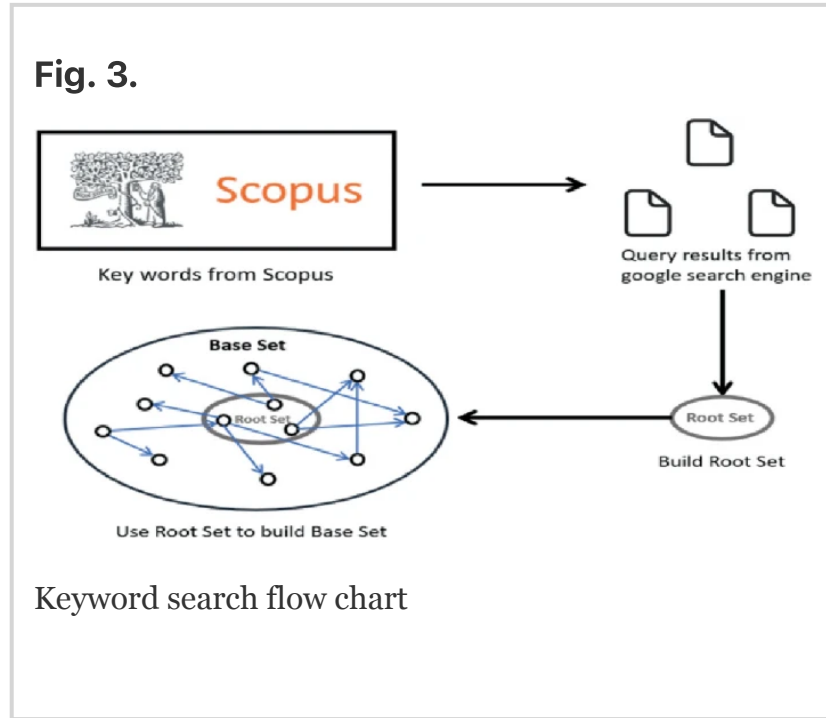 Fig. 3.
Scopus
Key words from Scopus
Query results from
google search engine
Root Set
Build Root Set
Base Set
Root Set
Use Root Set to build Base Set
Keyword search flow chart